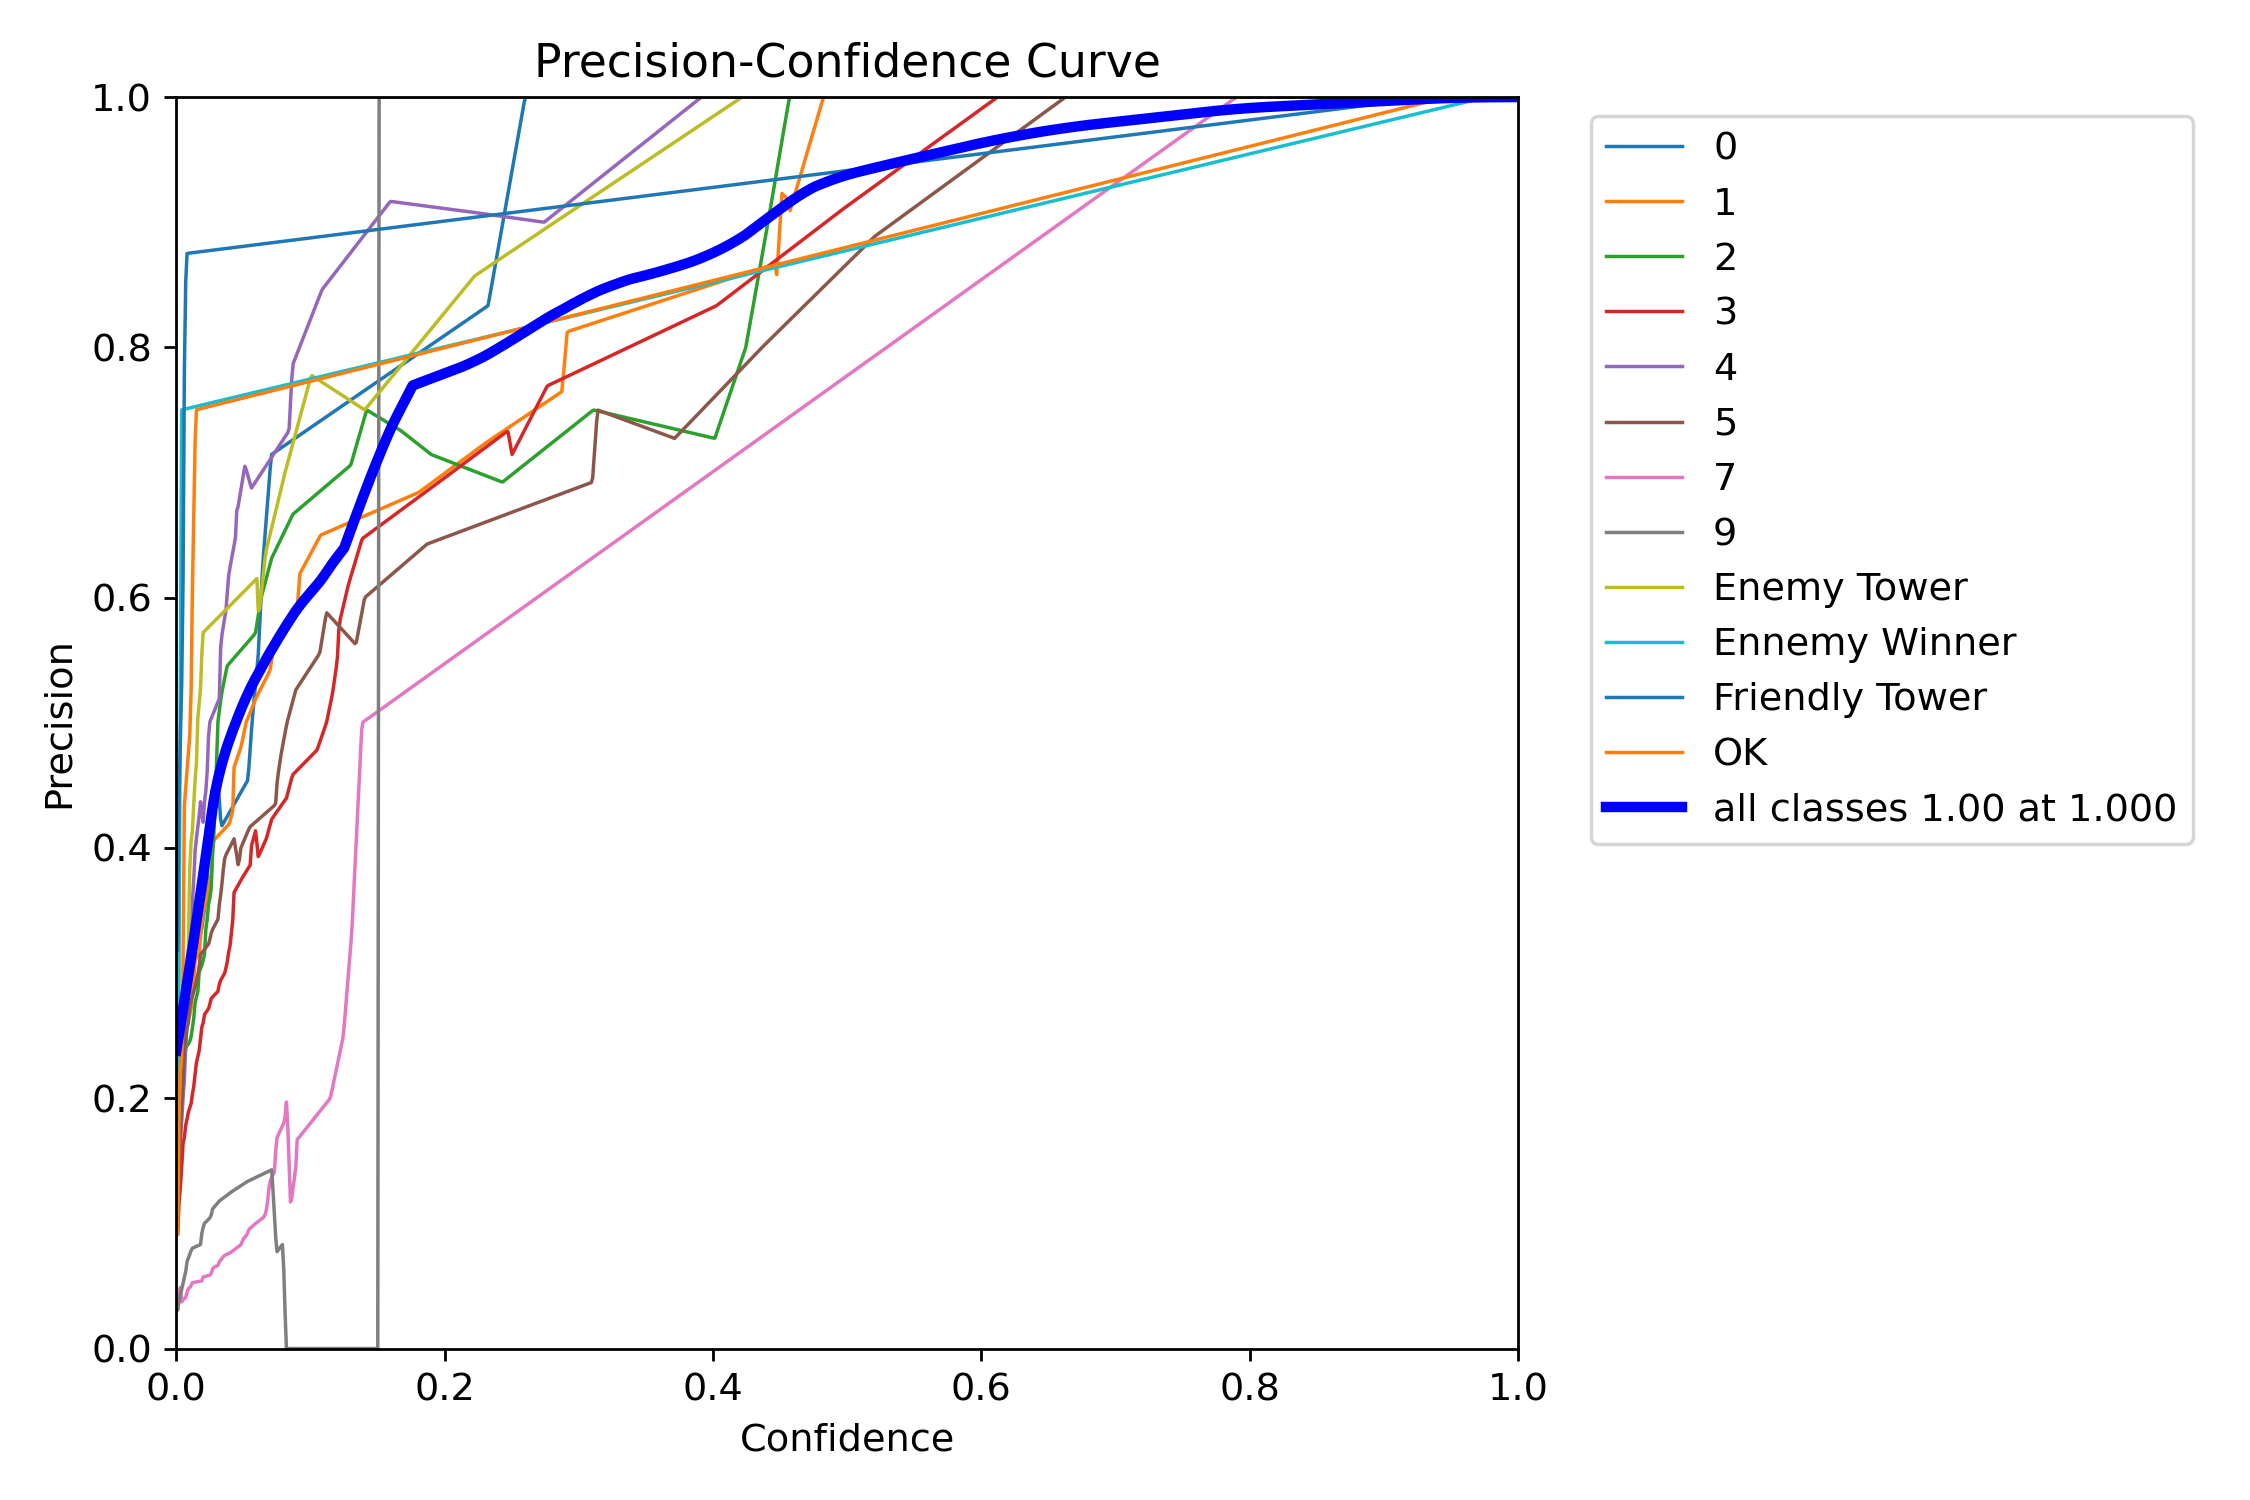 Precision-Confidence Curve
1.0
0.8
0.6
0.4
0.2
0.0
Precision
0.0 0.2 0.4 0.6 0.8 1.0
Confidence
0
1
2
3
4
5
7
9
Enemy Tower
Ennemy Winner
Friendly Tower
OK
all classes 1.00 at 1.000